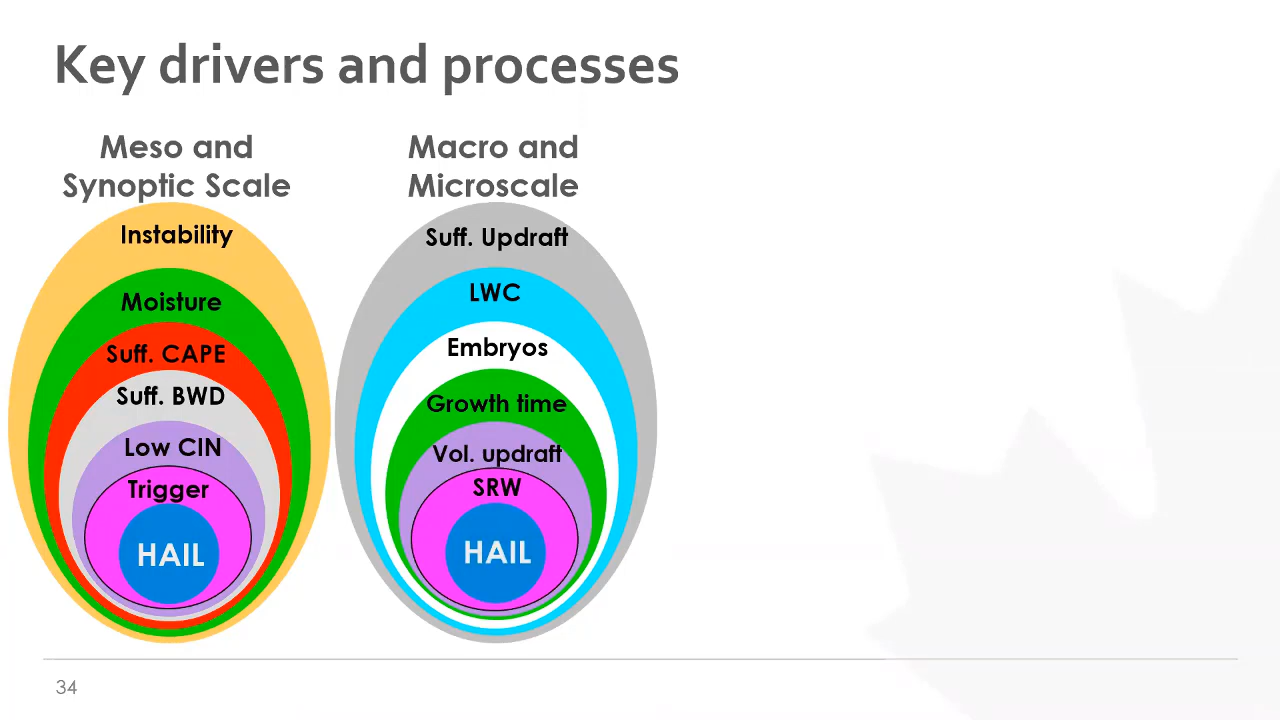 Key drivers and processes
Meso and
Synoptic Scale
Instability
Moisture
Suff. CAPE
Suff. BWD
Low CIN
Trigger
HAIL
Macro and
Microscale
Suff. Updraft
LWC
Embryos
Growth time
Vol. updraft
SRW
HAIL
34